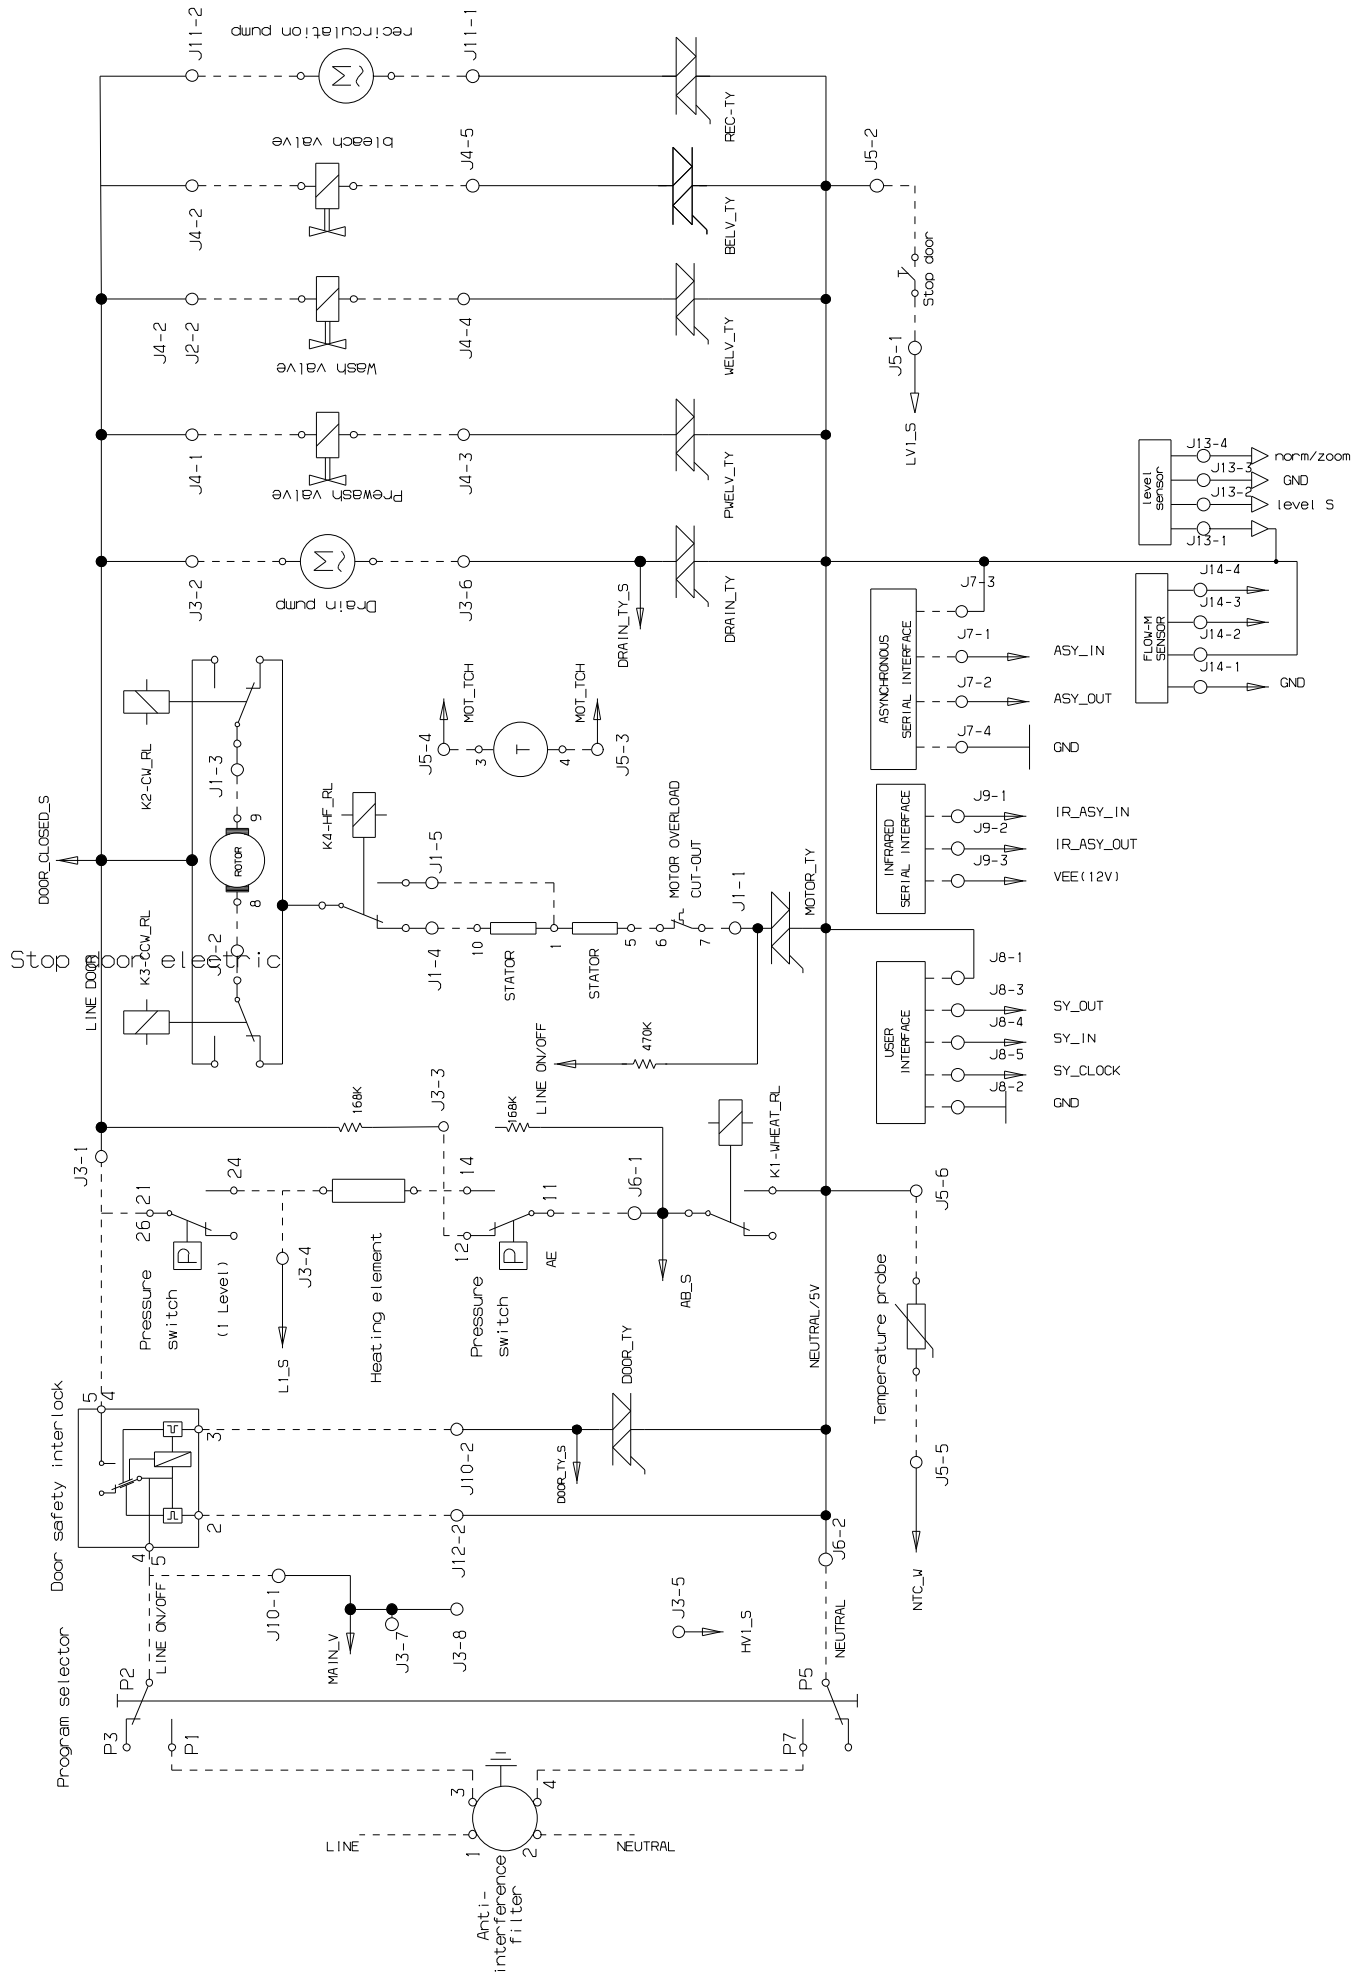 J11-2
recirculation pump
J11-1
REC-TY
bleach valve
J4-5
J4-2
BELV_TY
J5-2
Stop door
J5-1
LV1_S
J4-2
J2-2
Wash valve
J4-4
WELV_TY
J4-1
Prewash valve
J4-3
PWELV_TY
J3-2
Drain pump
J3-6
DRAIN_TY_S
DRAIN_TY
level
sensor
J13-4
norm/zoom
J13-3
GND
J13-2
level S
J13-1
FLOW-M
SENSOR
J14-4
J14-3
J14-2
J14-1
GND
ASYNCHRONOUS
SERIAL INTERFACE
J7-3
J7-1
ASY_IN
J7-2
ASY_OUT
J7-4
GND
INFRARED
SERIAL INTERFACE
J9-1
IR_ASY_IN
J9-2
IR_ASY_OUT
J9-3
VEE(12V)
USER
INTERFACE
J8-1
J8-3
SY_OUT
J8-4
SY_IN
J8-5
SY_CLOCK
J8-2
GND
DOOR_CLOSED_S
K2-CW_RL
J1-3
9
ROTOR
8
J1-2
K3-CCW_RL
Stop door electric
LINE DOOR
K4-HF_RL
J1-5
J1-4
MOT_TCH
J5-4
3
T
4
J5-3
MOT_TCH
10
STATOR
1
STATOR
5
6
MOTOR OVERLOAD
CUT-OUT
7
J1-1
MOTOR_TY
LINE ON/OFF
470K
168K
J3-3
168K
K1-WHEAT_RL
J3-1
21
26
24
P
Pressure
switch
(1 Level)
J3-4
L1_S
Heating element
14
12
11
P
AE
Pressure
switch
J6-1
AB_S
NEUTRAL/5V
J5-6
Temperature probe
J5-5
NTC_W
Door safety interlock
5
4
3
2
4
5
J10-2
DOOR_TY_S
DOOR_TY
J12-2
J6-2
LINE ON/OFF
J10-1
MAIN_V
J3-7
J3-8
J3-5
HV1_S
NEUTRAL
Program selector
P2
P3
P1
P5
P7
3
4
1
2
LINE
NEUTRAL
Anti-
interference
filter
M
M